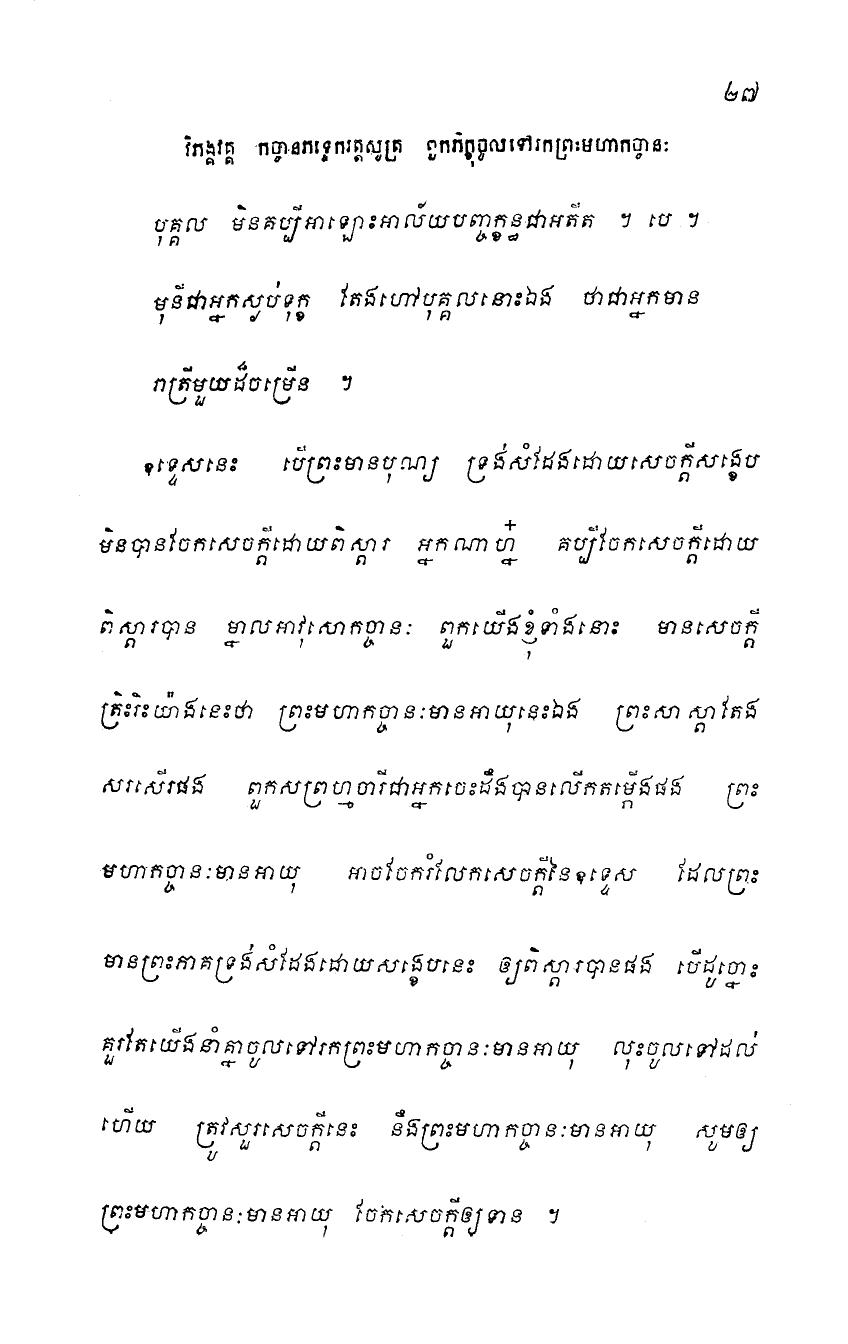 ២៧
វិភង្គវគ្គ កច្ចានភទ្ទេករត្តសូត្រ ពួកភិក្ខុចូលទៅរកព្រះមហាកច្ចានៈ
បុគ្គល មិនគប្បីអាឡោះអាល័យបញ្ចក្ខន្ធជាអតីត ។ បេ ។
មុនីជាអ្នកស្ងប់ទុក្ខ តែងហៅបុគ្គលនោះឯង ថាជាអ្នកមាន
រាត្រីមួយដ៏ចម្រើន ។
ឧទ្ទេសនេះ បើព្រះមានបុណ្យ ទ្រង់សំដែងដោយសេចក្តីសង្ខេប
មិនបានចែកសេចក្តីដោយពិស្តារ អ្នកណាហ្ន៎ គប្បីចែកសេចក្តីដោយ
ពិស្តារបាន ម្នាលអាវុសោកច្ចានៈ ពួកយើងខ្ញុំទាំងនោះ មានសេចក្តី
ត្រិះរិះយ៉ាងនេះថា ព្រះមហាកច្ចានៈមានអាយុនេះឯង ព្រះសាស្តាតែង
សរសើរផង ពួកសព្រហ្មចារីជាអ្នកចេះដឹងបានលើកតម្កើងផង ព្រះ
មហាកច្ចានៈមានអាយុ អាចចែករំលែកសេចក្តីនៃឧទ្ទេស ដែលព្រះ
មានព្រះភាគទ្រង់សំដែងដោយសង្ខេបនេះ ឲ្យពិស្តារបានផង បើដូច្នោះ
គួរតែយើងនាំគ្នាចូលទៅរកព្រះមហាកច្ចានៈមានអាយុ លុះចូលទៅដល់
ហើយ ត្រូវសួរសេចក្តីនេះ នឹងព្រះមហាកច្ចានៈមានអាយុ សូមឲ្យ
ព្រះមហាកច្ចានៈមានអាយុ ចែកសេចក្តីឲ្យទាន ។